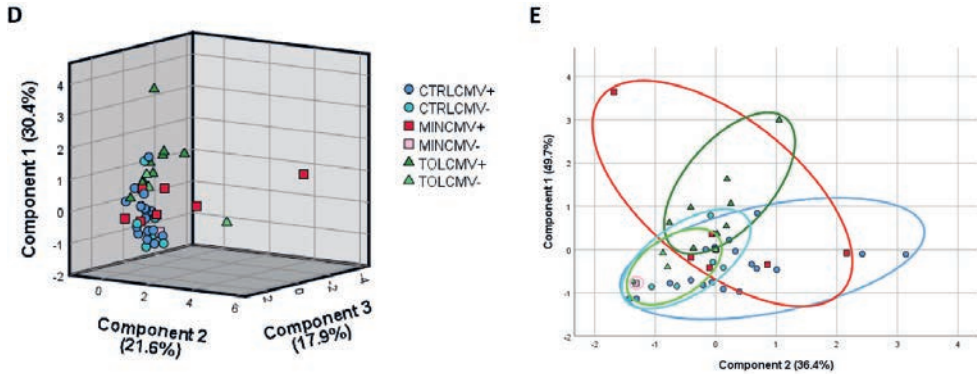 D
Component 1 (30.4%)
4
3
2
1
0
-1
-2
0
2
4
6
Component 2
(21.6%)
Component 3
(17.9%)
CTRLCMV+
CTRLCMV-
MINCMV+
MINCMV-
TOLCMV+
TOLCMV-
E
Component 1 (49.7%)
4
3
2
1
0
-1
-2
-2
-1
0
1
2
3
4
Component 2 (36.4%)